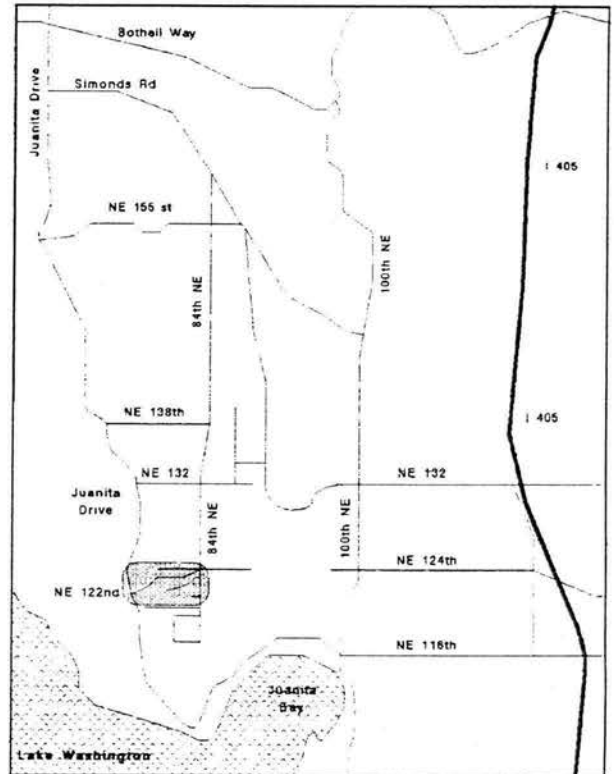 Bothell Way
Simonds Rd
Juanita Drive
I 405
NE 155 st
100th NE
84th NE
I 405
NE 138th
NE 132
NE 132
Juanita
Drive
84th NE
100th NE
NE 124th
NE 122nd
NE 116th
Juanita
Bay
Lake Washington